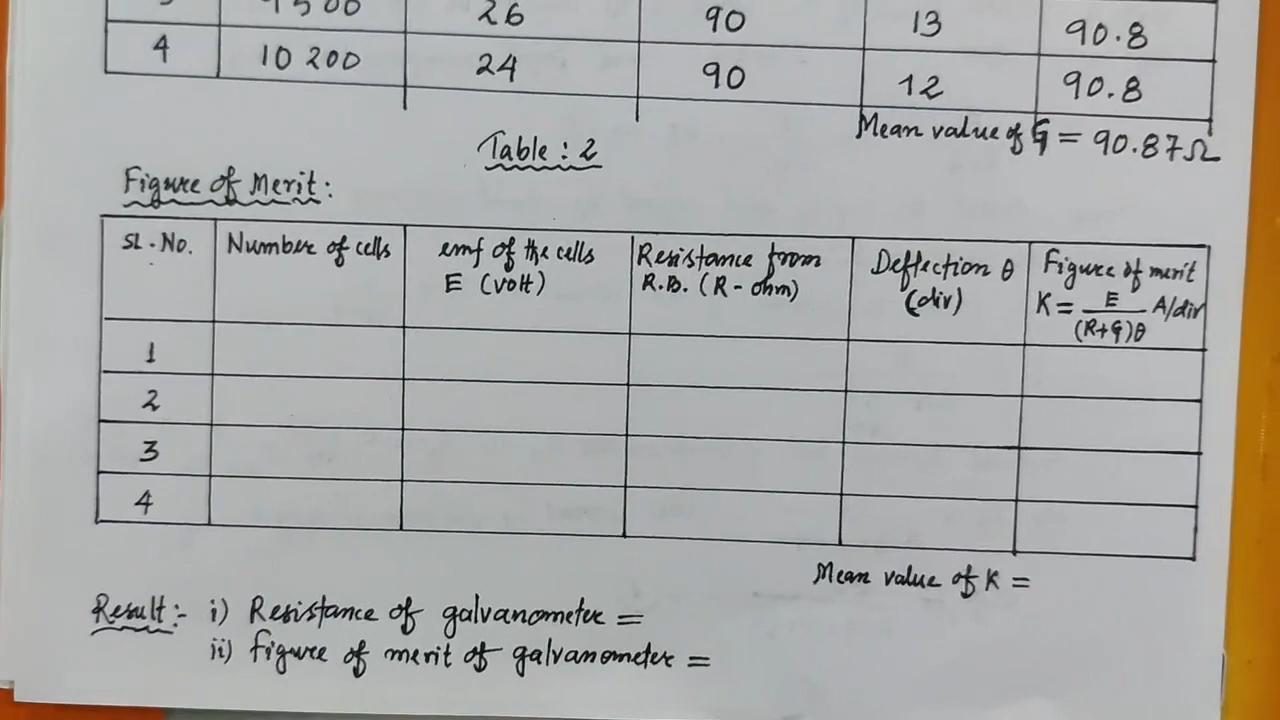 26 90 13 90.8
4 10 200 24 90 12 90.8
Mean value of G = 90.87Ω
Table : 2
Figure of Merit:
SL. No. Number of cells emf of the cells E (volt) Resistance from R.B. (R - ohm) Deflection θ (div) Figure of merit K = E/(R+G)θ A/div
1
2
3
4
Mean value of K =
Result:- i) Resistance of galvanometer =
ii) Figure of merit of galvanometer =